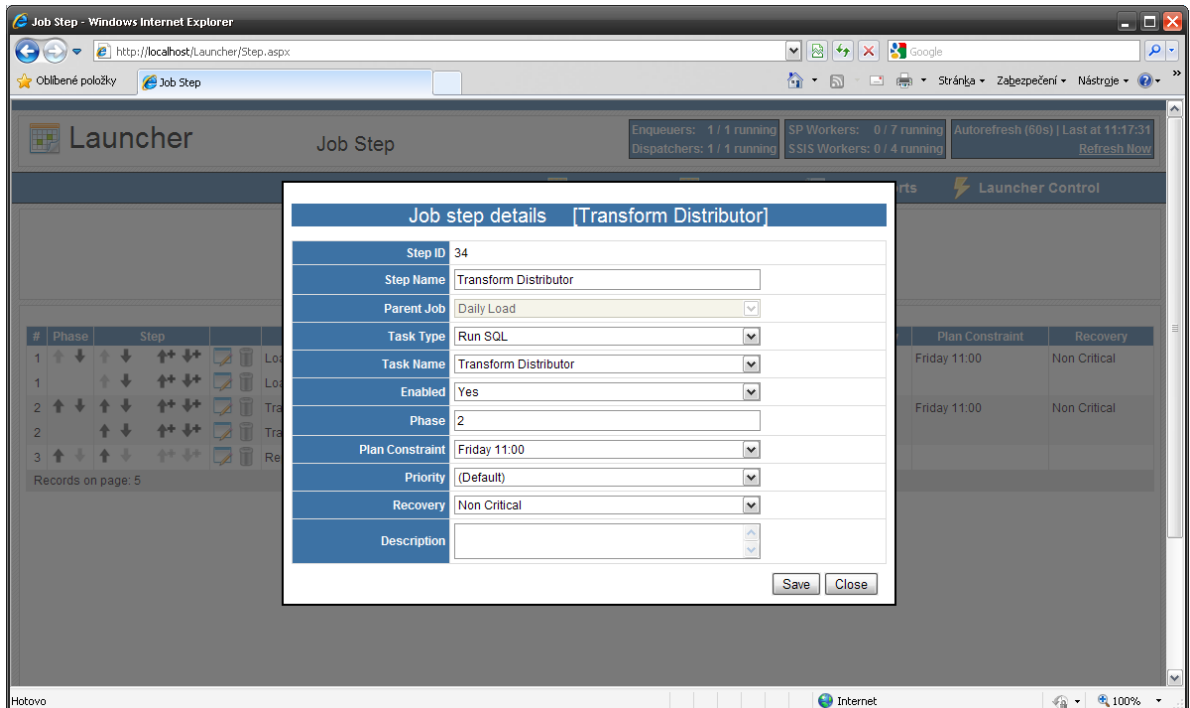 Job Step - Windows Internet Explorer
http://localhost/Launcher/Step.aspx
Google
Oblíbené položky
Job Step
Stránka
Zabezpečení
Nástroje
Launcher
Job Step
Enqueuers: 1 / 1 running
Dispatchers: 1 / 1 running
SP Workers: 0 / 7 running
SSIS Workers: 0 / 4 running
Autorefresh (60s) | Last at 11:17:31
Refresh Now
Launcher Control
Job step details [Transform Distributor]
Step ID 34
Step Name Transform Distributor
Parent Job Daily Load
Task Type Run SQL
Task Name Transform Distributor
Enabled Yes
Phase 2
Plan Constraint Friday 11:00
Priority (Default)
Recovery Non Critical
Description
Save Close
# Phase Step Plan Constraint Recovery
1 Friday 11:00 Non Critical
1
2 Friday 11:00 Non Critical
2
3
Records on page: 5
Hotovo
Internet
100%